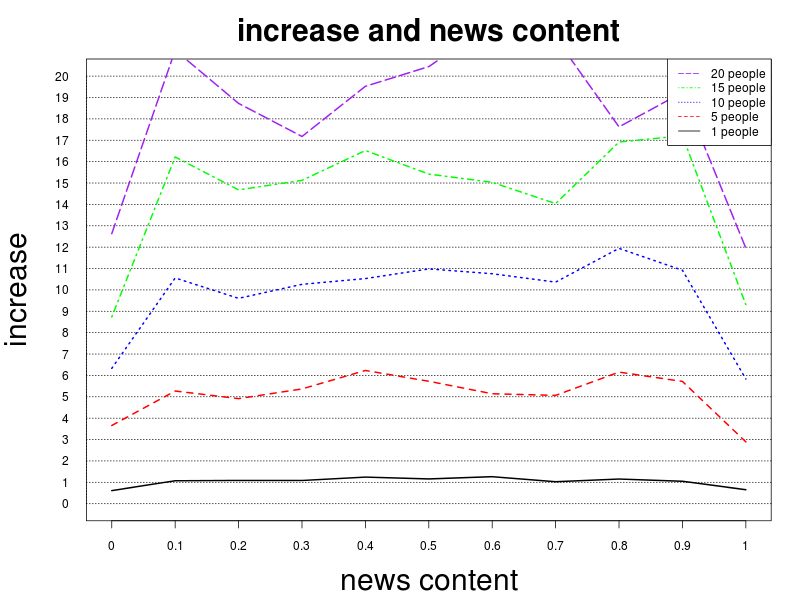 increase and news content
20 people
15 people
10 people
5 people
1 people
20
19
18
17
16
15
14
13
12
11
10
9
8
7
6
5
4
3
2
1
0
increase
0 0.1 0.2 0.3 0.4 0.5 0.6 0.7 0.8 0.9 1
news content